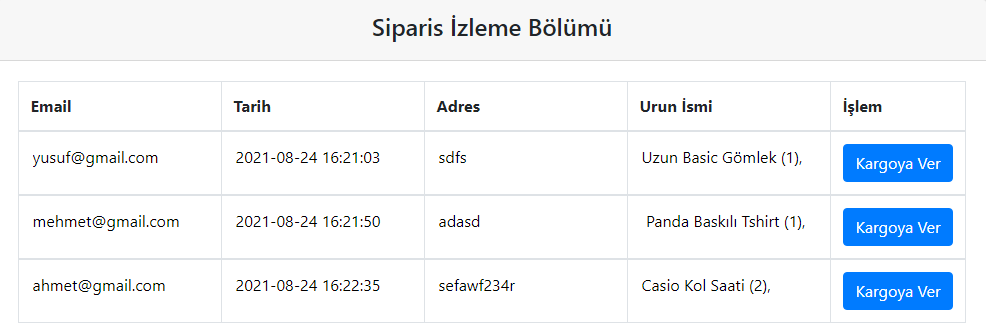 Siparis İzleme Bölümü
Email Tarih Adres Urun İsmi İşlem
yusuf@gmail.com 2021-08-24 16:21:03 sdfs Uzun Basic Gömlek (1), Kargoya Ver
mehmet@gmail.com 2021-08-24 16:21:50 adasd Panda Baskılı Tshirt (1), Kargoya Ver
ahmet@gmail.com 2021-08-24 16:22:35 sefawf234r Casio Kol Saati (2), Kargoya Ver